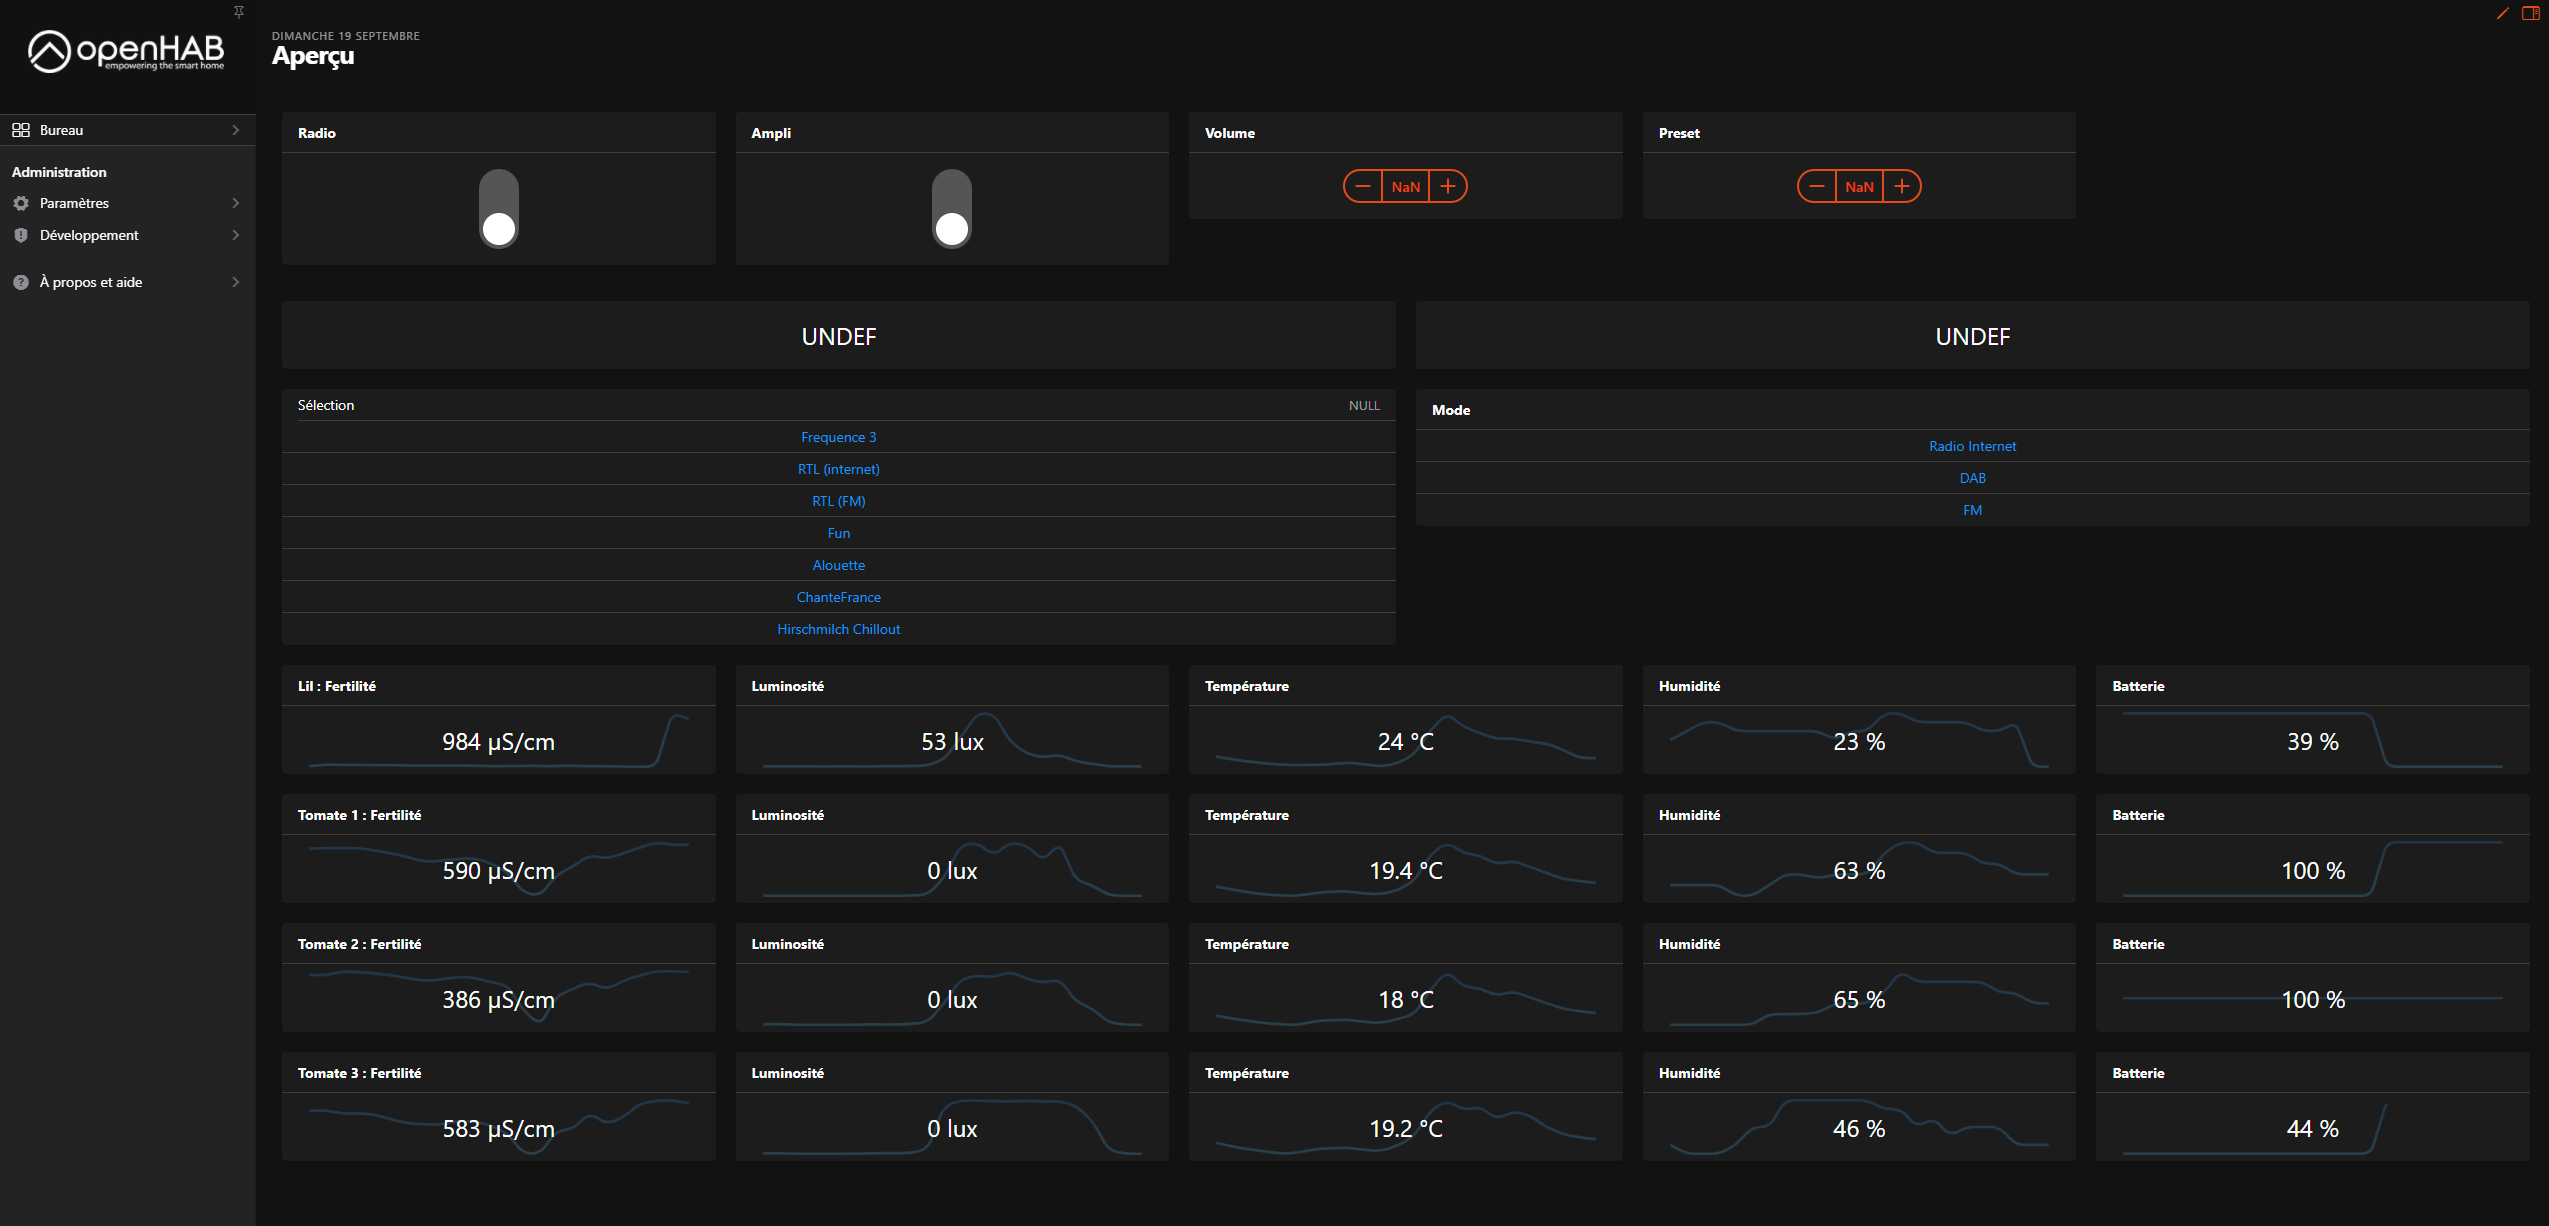 openHAB
empowering the smart home
Bureau
Administration
Paramètres
Développement
À propos et aide
DIMANCHE 19 SEPTEMBRE
Aperçu
Radio
Ampli
Volume
NaN
Preset
NaN
UNDEF
UNDEF
Sélection NULL
Frequence 3
RTL (internet)
RTL (FM)
Fun
Alouette
ChanteFrance
Hirschmilch Chillout
Mode
Radio Internet
DAB
FM
Lil : Fertilité
984 µS/cm
Luminosité
53 lux
Température
24 °C
Humidité
23 %
Batterie
39 %
Tomate 1 : Fertilité
590 µS/cm
Luminosité
0 lux
Température
19.4 °C
Humidité
63 %
Batterie
100 %
Tomate 2 : Fertilité
386 µS/cm
Luminosité
0 lux
Température
18 °C
Humidité
65 %
Batterie
100 %
Tomate 3 : Fertilité
583 µS/cm
Luminosité
0 lux
Température
19.2 °C
Humidité
46 %
Batterie
44 %